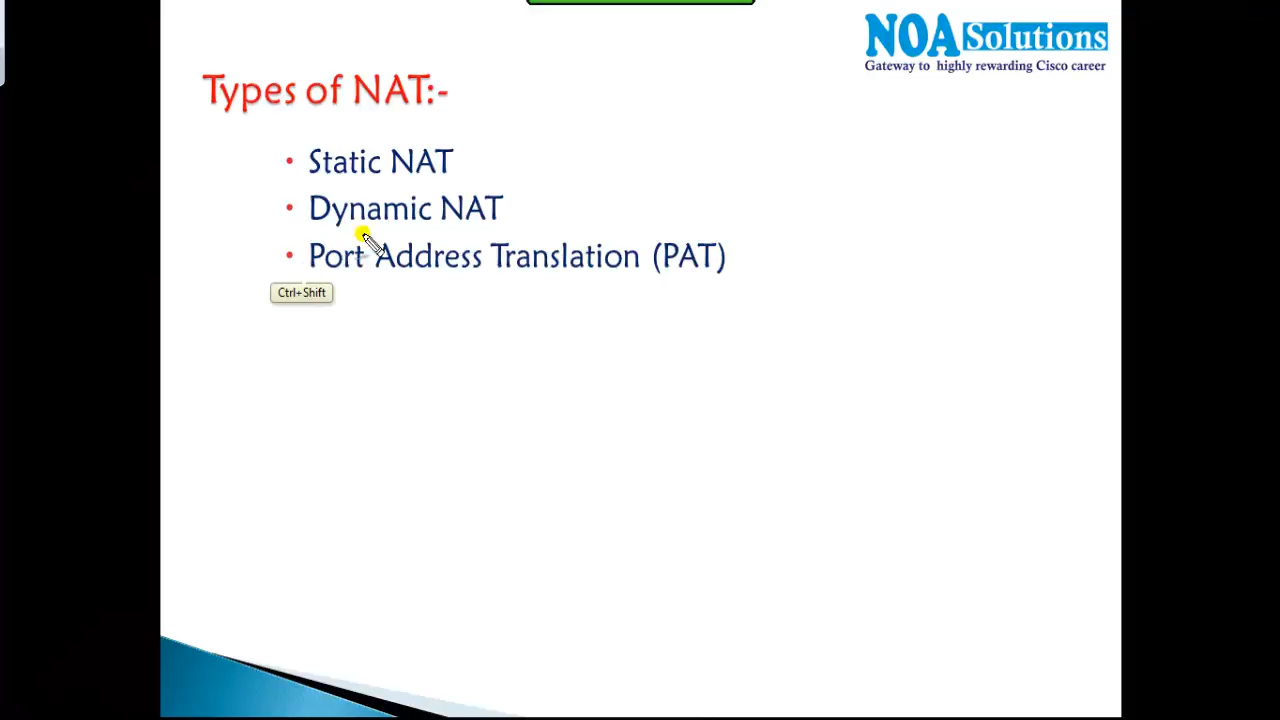 NOA Solutions
Gateway to highly rewarding Cisco career
Types of NAT:-
• Static NAT
• Dynamic NAT
• Port Address Translation (PAT)
Ctrl+Shift